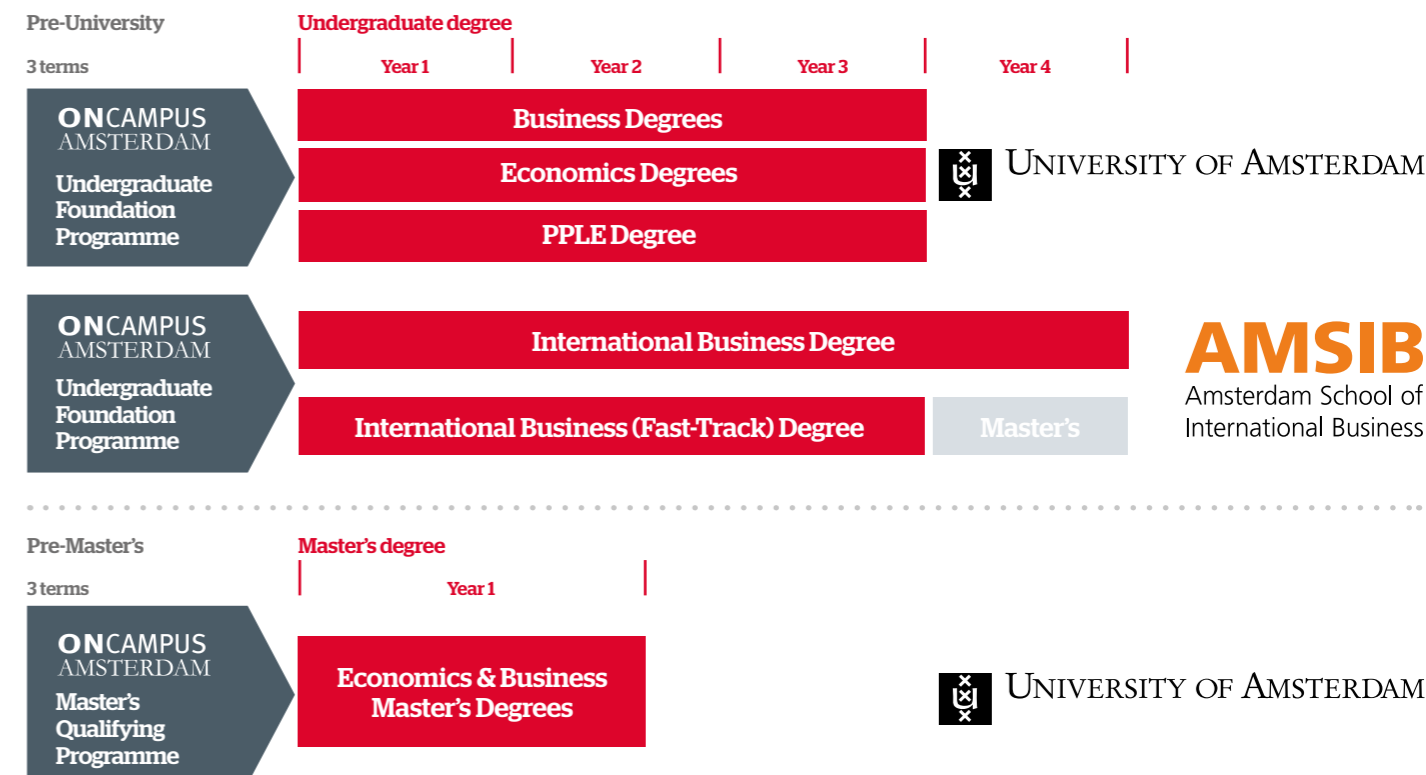 Pre-University
Undergraduate degree
3 terms
Year 1
Year 2
Year 3
Year 4
ONCAMPUS
AMSTERDAM
Undergraduate
Foundation
Programme
Business Degrees
Economics Degrees
PPLE Degree
UNIVERSITY OF AMSTERDAM
ONCAMPUS
AMSTERDAM
Undergraduate
Foundation
Programme
International Business Degree
International Business (Fast-Track) Degree
Master's
AMSIB
Amsterdam School of
International Business
Pre-Master's
Master's degree
3 terms
Year 1
ONCAMPUS
AMSTERDAM
Master's
Qualifying
Programme
Economics & Business
Master's Degrees
UNIVERSITY OF AMSTERDAM